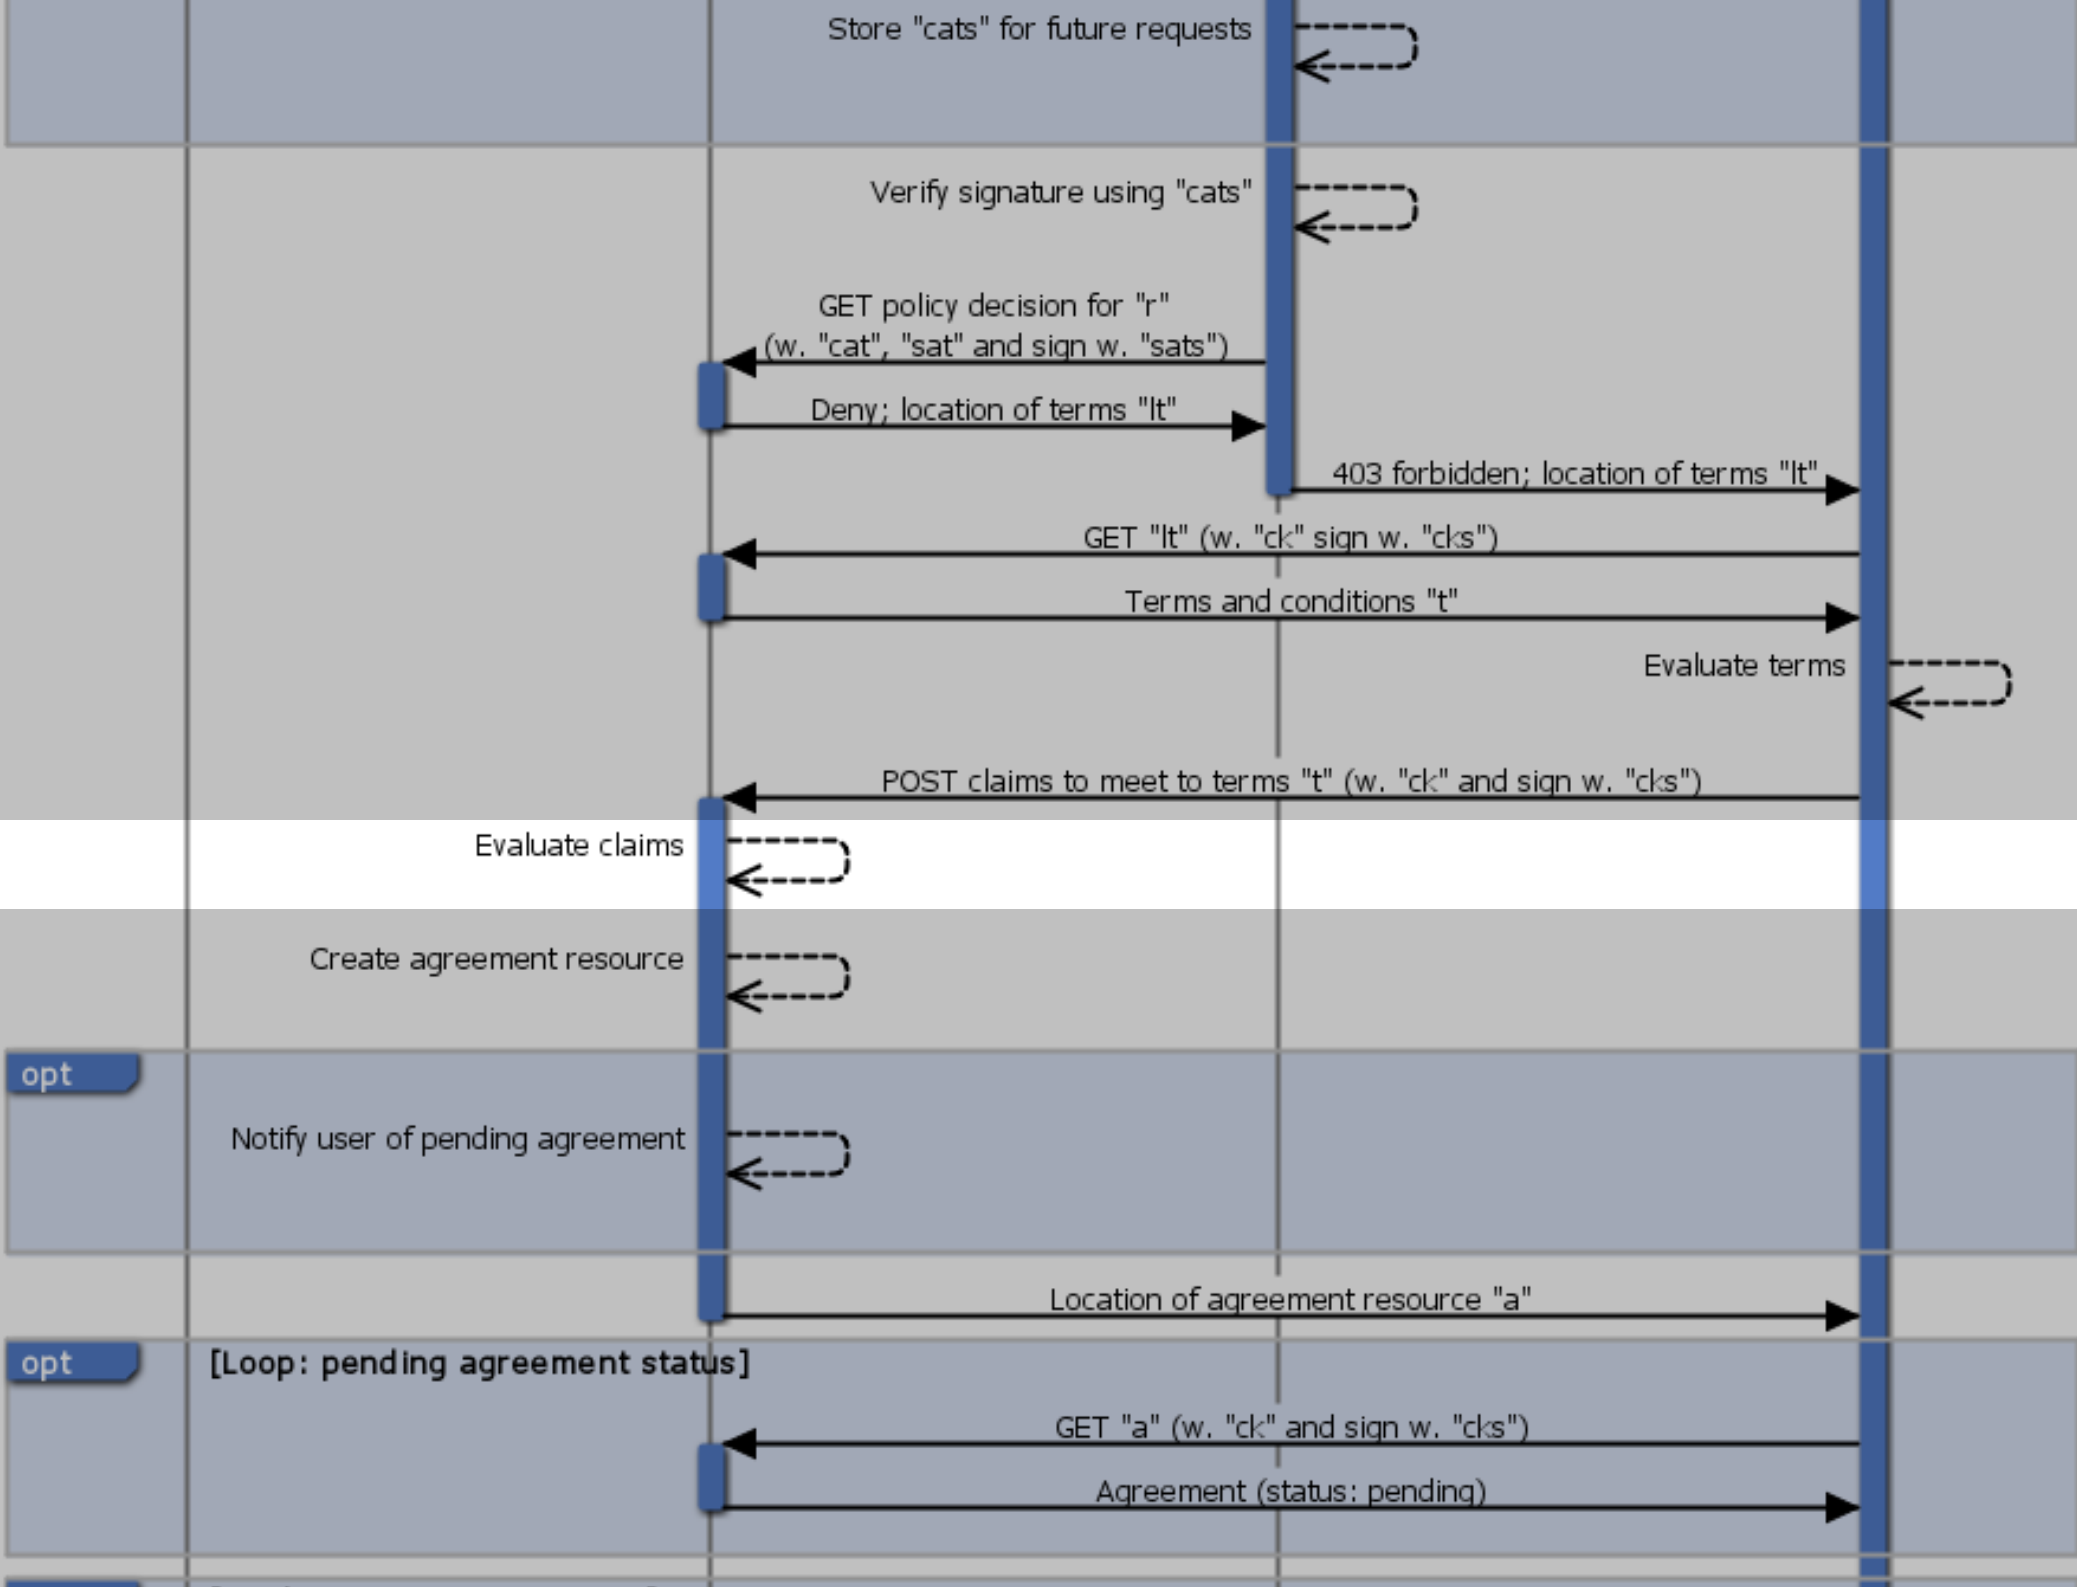 Store "cats" for future requests
Verify signature using "cats"
GET policy decision for "r"
(w. "cat", "sat" and sign w. "sats")
Deny; location of terms "lt"
403 forbidden; location of terms "lt"
GET "lt" (w. "ck" sign w. "cks")
Terms and conditions "t"
Evaluate terms
POST claims to meet to terms "t" (w. "ck" and sign w. "cks")
Evaluate claims
Create agreement resource
opt
Notify user of pending agreement
Location of agreement resource "a"
opt
[Loop: pending agreement status]
GET "a" (w. "ck" and sign w. "cks")
Agreement (status: pending)